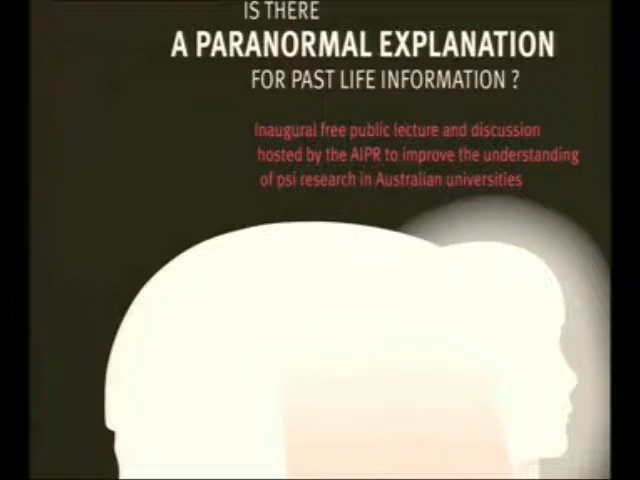 IS THERE
A PARANORMAL EXPLANATION
FOR PAST LIFE INFORMATION ?
Inaugural free public lecture and discussion
hosted by the AIPR to improve the understanding
of psi research in Australian universities